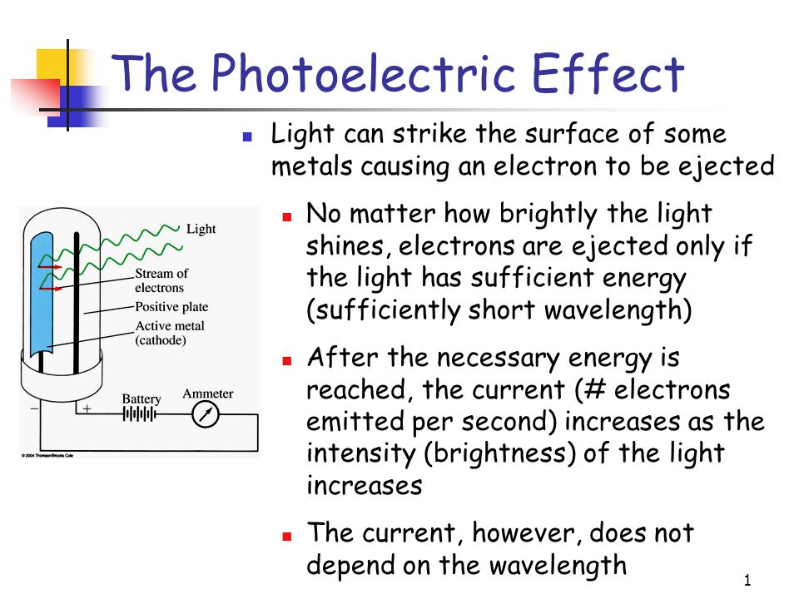 The Photoelectric Effect
Light can strike the surface of some
metals causing an electron to be ejected
No matter how brightly the light
shines, electrons are ejected only if
the light has sufficient energy
(sufficiently short wavelength)
After the necessary energy is
reached, the current (# electrons
emitted per second) increases as the
intensity (brightness) of the light
increases
The current, however, does not
depend on the wavelength
Light
Stream of
electrons
Positive plate
Active metal
(cathode)
Battery
Ammeter
−
+
© 2004 Thomson/Brooks Cole
1